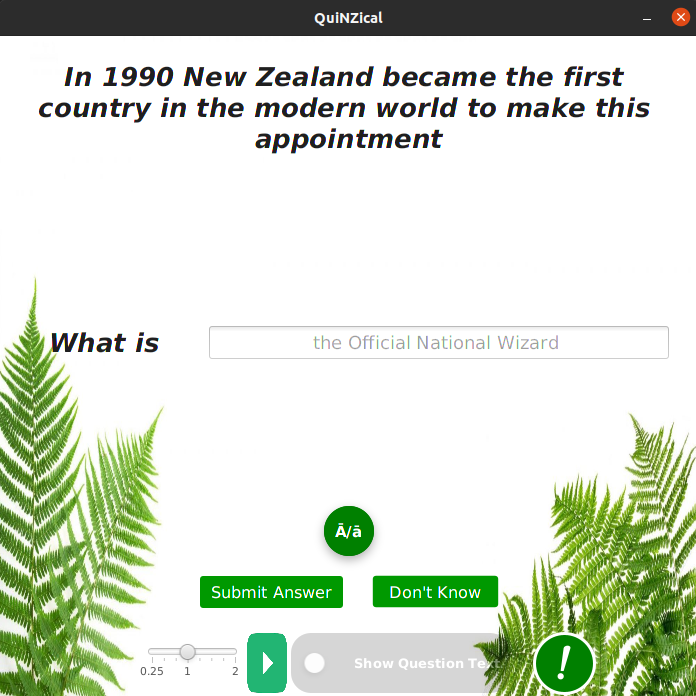 QuiNZical
In 1990 New Zealand became the first
country in the modern world to make this
appointment
What is the Official National Wizard
Ā/ā
Submit Answer Don't Know
0.25 1 2 Show Question Text !